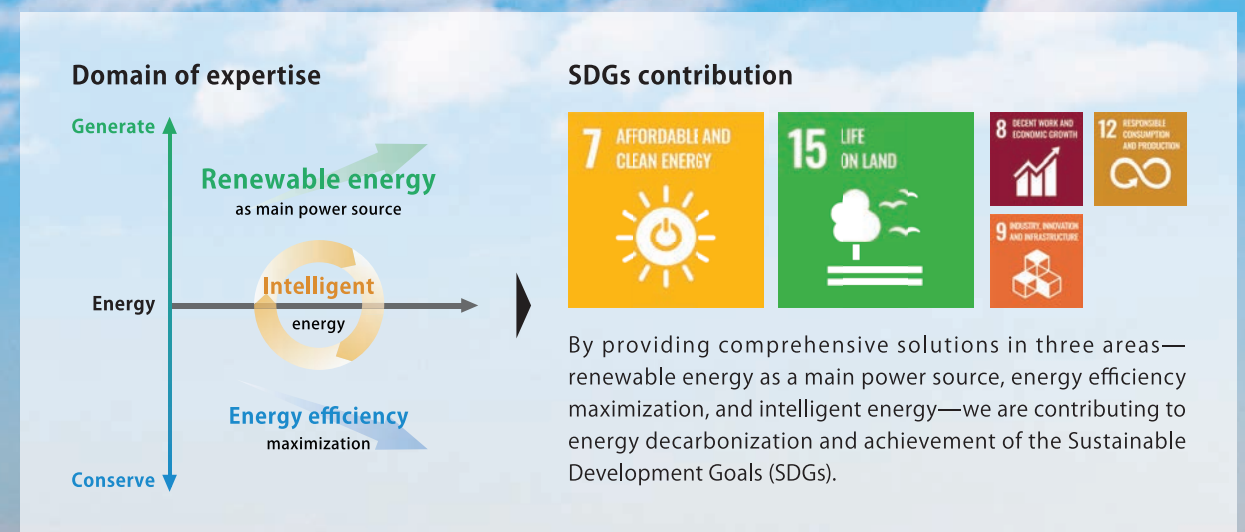 Domain of expertise
Generate
Renewable energy
as main power source
Energy
Intelligent
energy
Energy efficiency
maximization
Conserve
SDGs contribution
7 AFFORDABLE AND
CLEAN ENERGY
15 LIFE
ON LAND
8 DECENT WORK AND
ECONOMIC GROWTH
12 RESPONSIBLE
CONSUMPTION
AND PRODUCTION
9 INDUSTRY, INNOVATION
AND INFRASTRUCTURE
By providing comprehensive solutions in three areas—
renewable energy as a main power source, energy efficiency
maximization, and intelligent energy—we are contributing to
energy decarbonization and achievement of the Sustainable
Development Goals (SDGs).